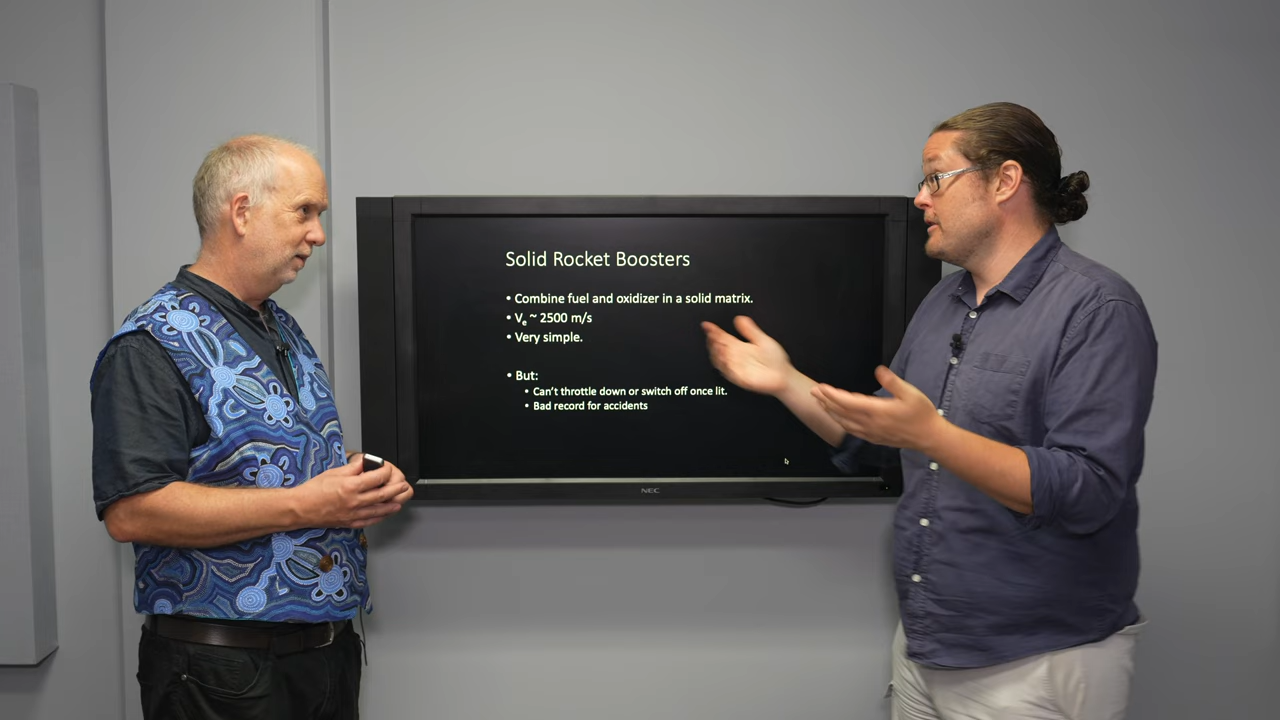 Solid Rocket Boosters
• Combine fuel and oxidizer in a solid matrix.
• Ve ~ 2500 m/s
• Very simple.
• But:
• Can't throttle down or switch off once lit.
• Bad record for accidents
NEC